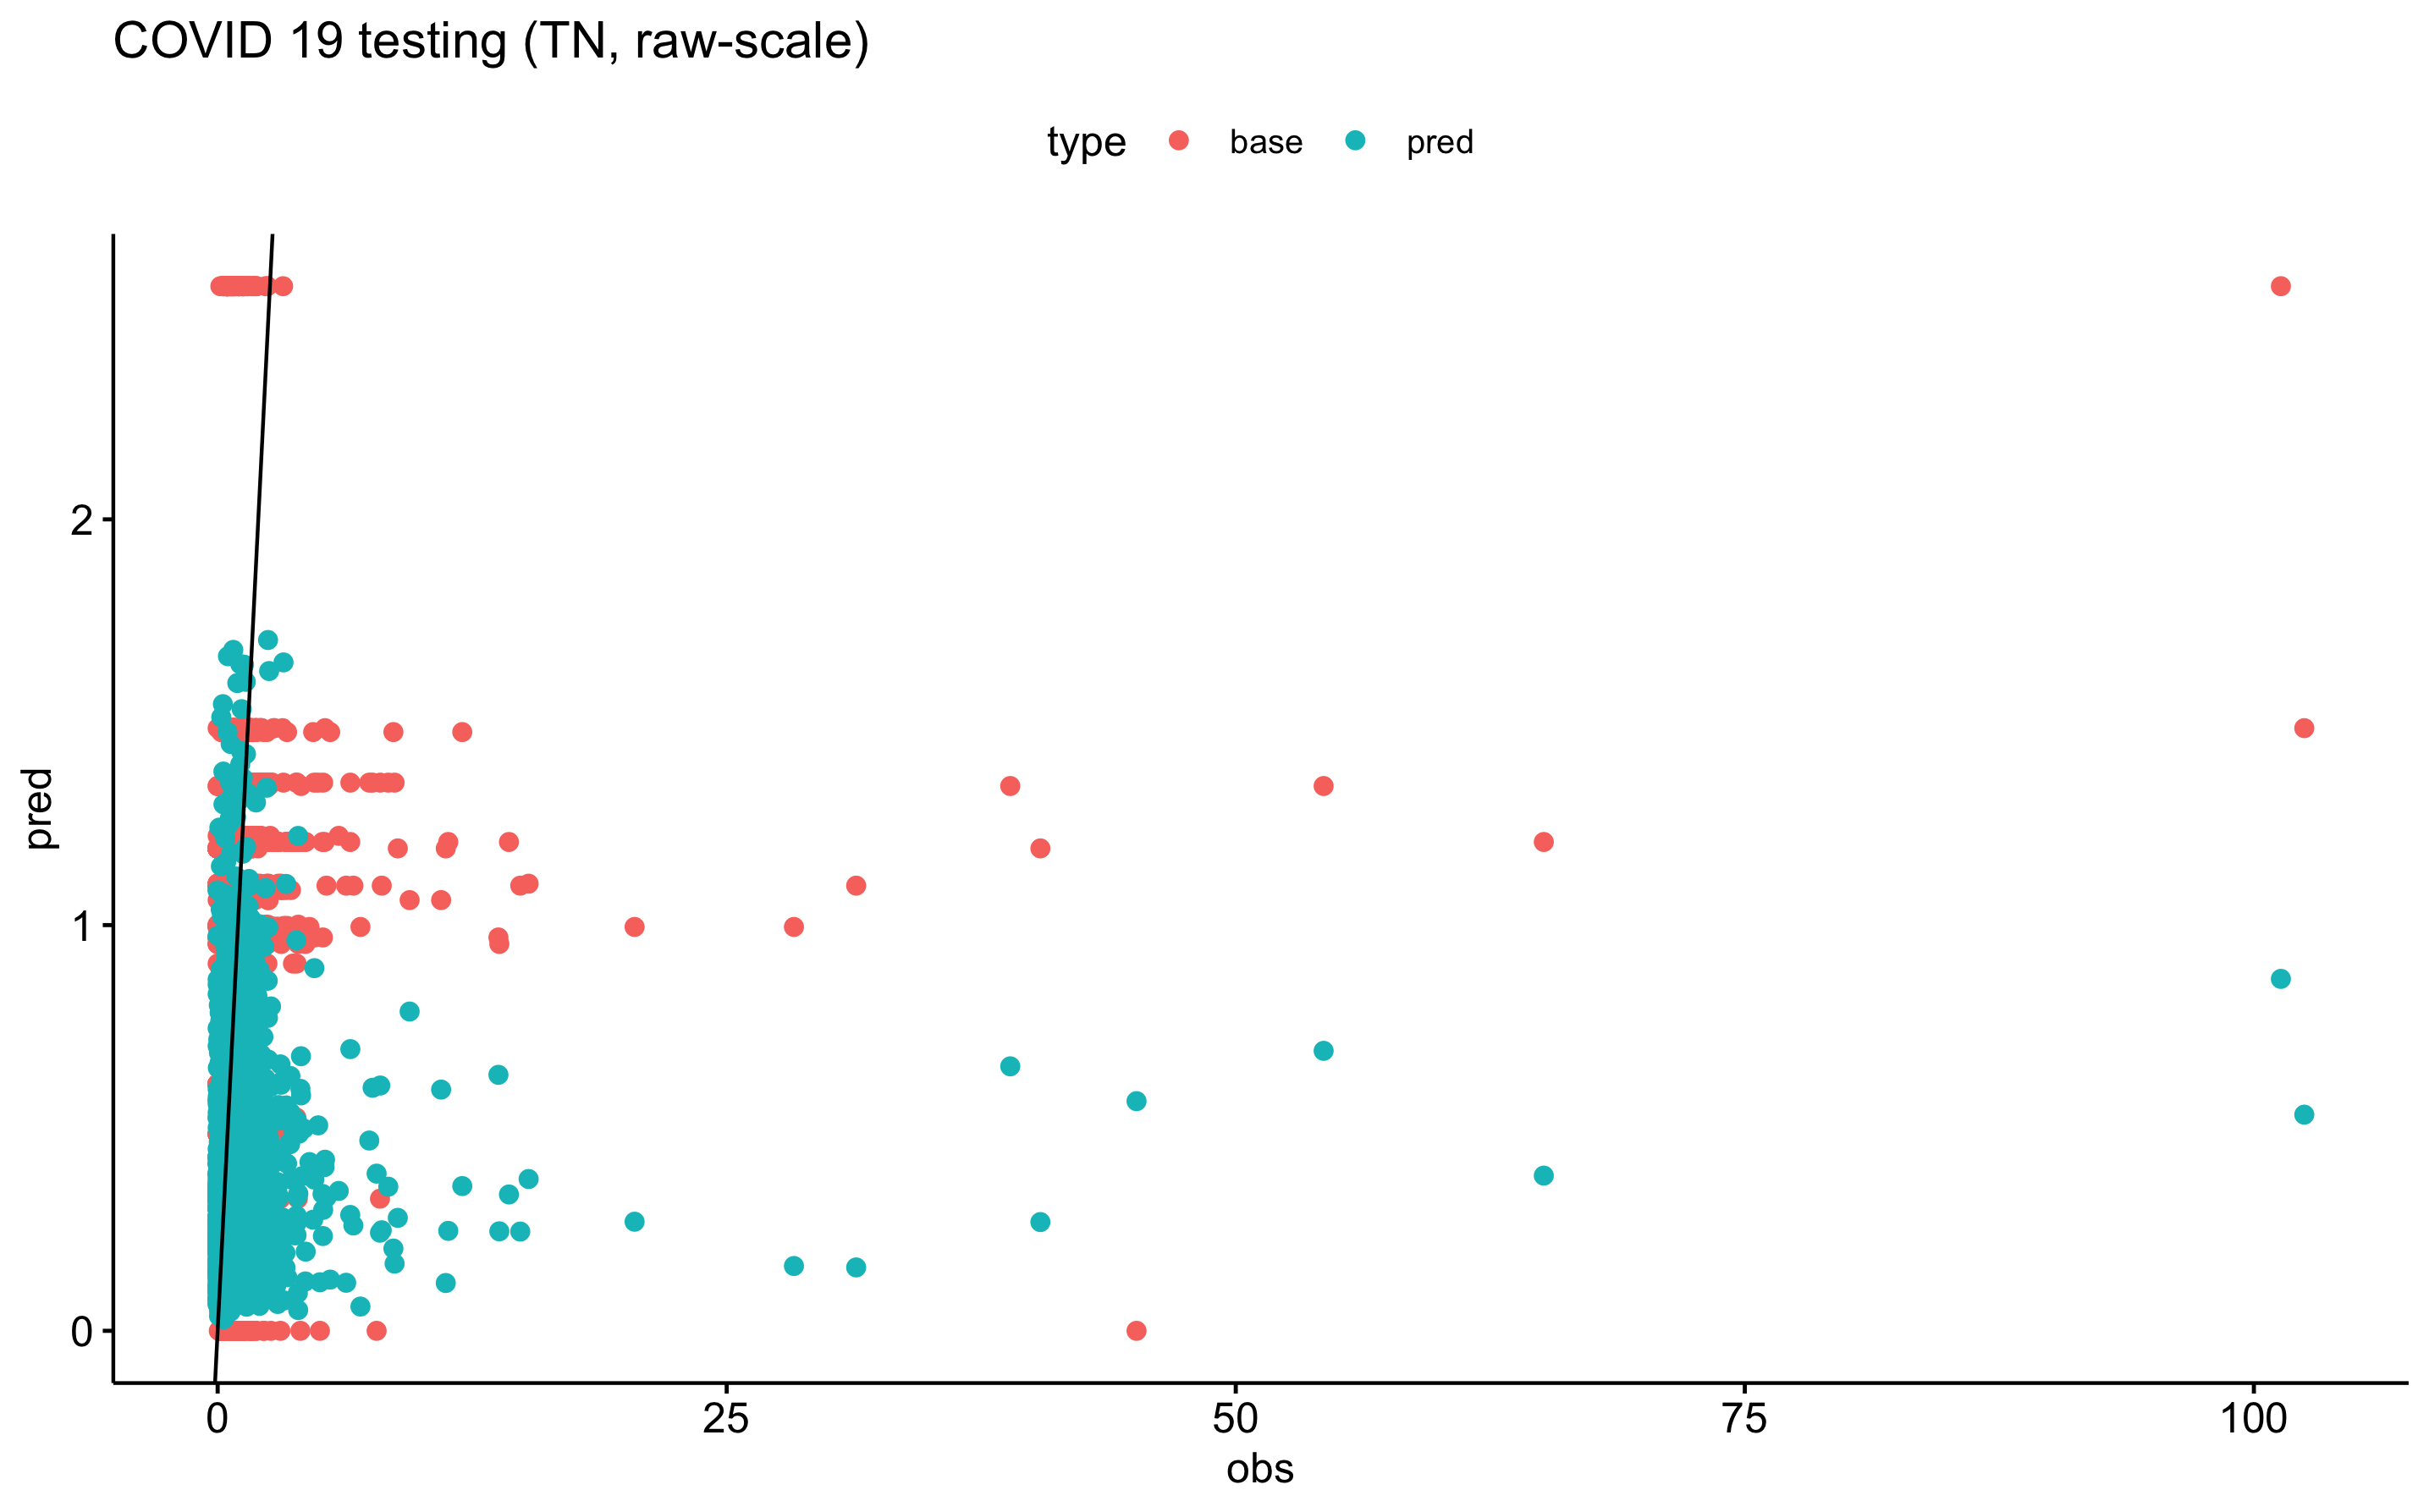 COVID 19 testing (TN, raw-scale)
type base pred
pred
2
1
0
0 25 50 75 100
obs